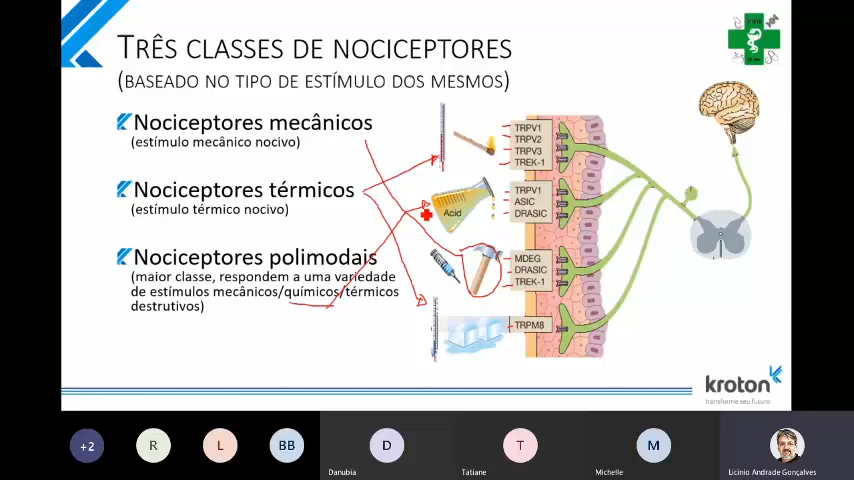 TRÊS CLASSES DE NOCICEPTORES
(BASEADO NO TIPO DE ESTÍMULO DOS MESMOS)
Nociceptores mecânicos
(estímulo mecânico nocivo)
Nociceptores térmicos
(estímulo térmico nocivo)
Nociceptores polimodais
(maior classe, respondem a uma variedade
de estímulos mecânicos/químicos/térmicos
destrutivos)
TRPV1
TRPV2
TRPV3
TREK-1
Acid
TRPV1
ASIC
DRASIC
MDEG
DRASIC
TREK-1
TRPM8
kroton
transforme seu futuro
+2
R
L
BB
D
T
M
Danubia
Tatiane
Michelle
Licinio Andrade Gonçalves